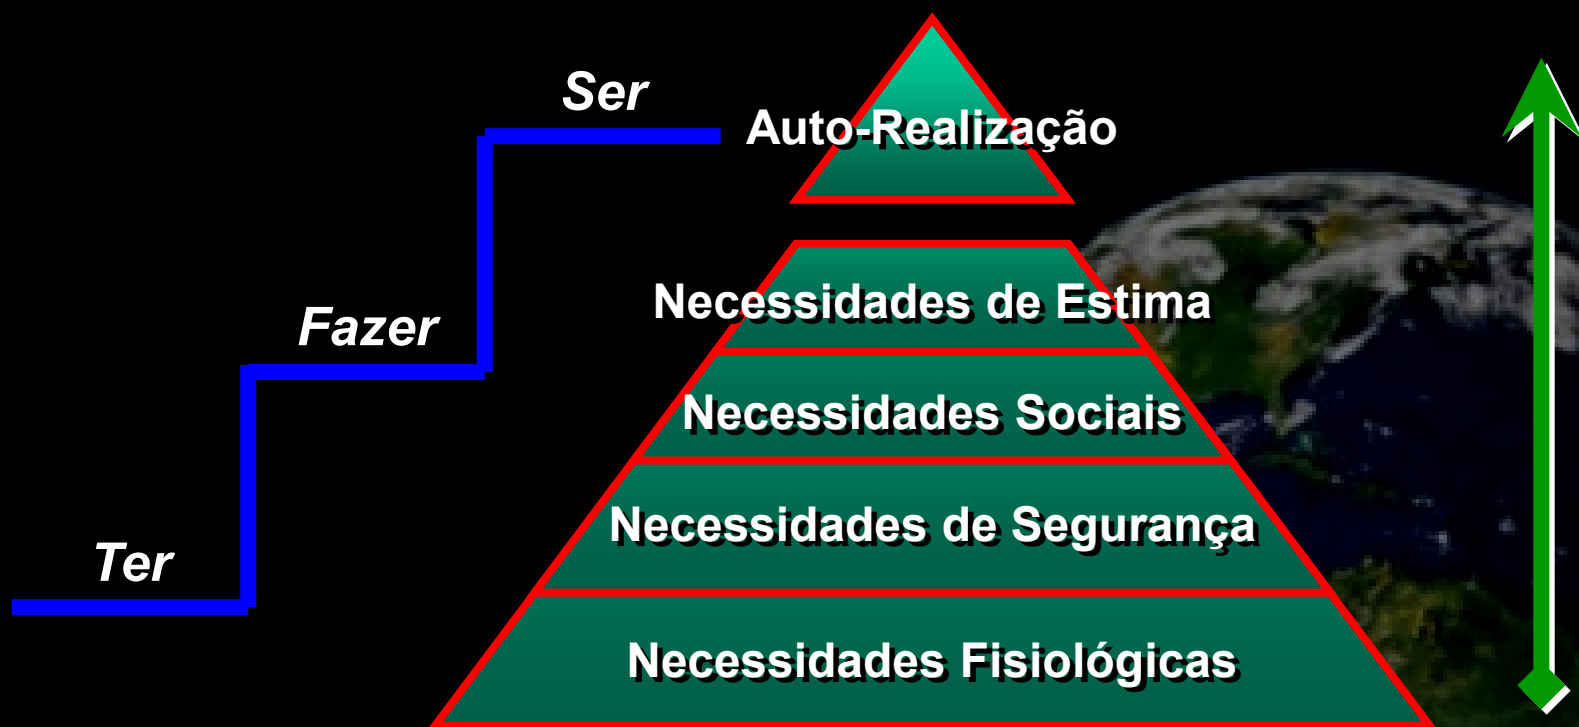 Ser
Auto-Realização
Necessidades de Estima
Fazer
Necessidades Sociais
Necessidades de Segurança
Ter
Necessidades Fisiológicas